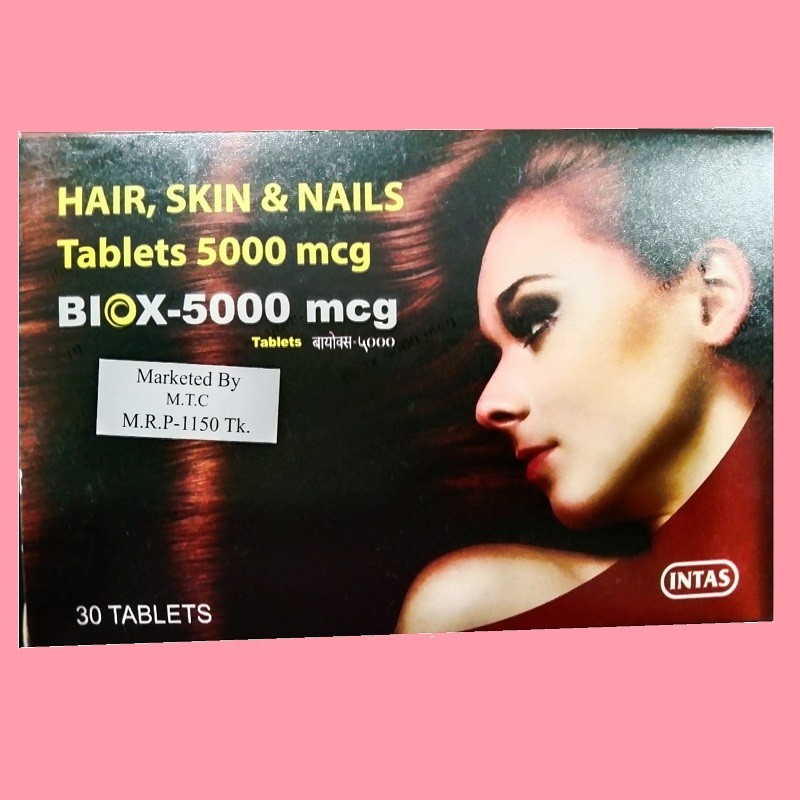 HAIR, SKIN & NAILS
Tablets 5000 mcg
BIOX-5000 mcg
Tablets बायोक्स-५०००
Marketed By
M.T.C
M.R.P-1150 Tk.
INTAS
30 TABLETS